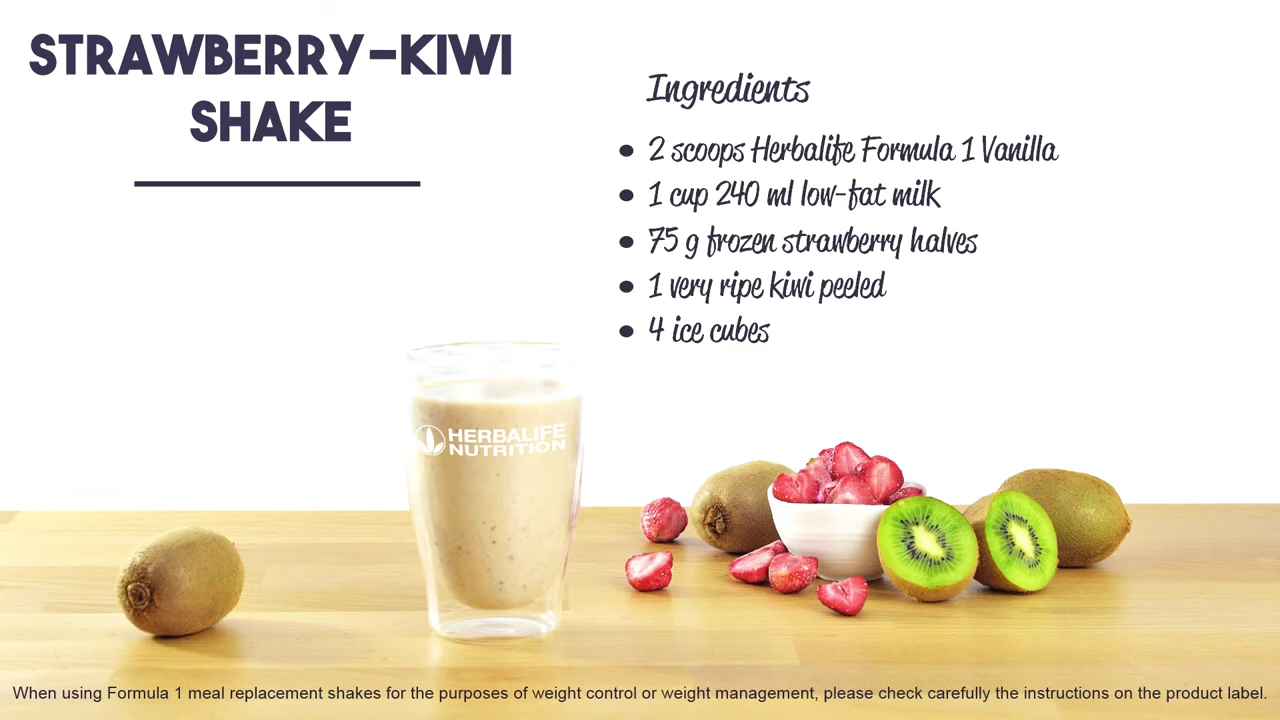 STRAWBERRY-KIWI
SHAKE
Ingredients
• 2 scoops Herbalife Formula 1 Vanilla
• 1 cup 240 ml low-fat milk
• 75 g frozen strawberry halves
• 1 very ripe kiwi peeled
• 4 ice cubes
HERBALIFE
NUTRITION
When using Formula 1 meal replacement shakes for the purposes of weight control or weight management, please check carefully the instructions on the product label.